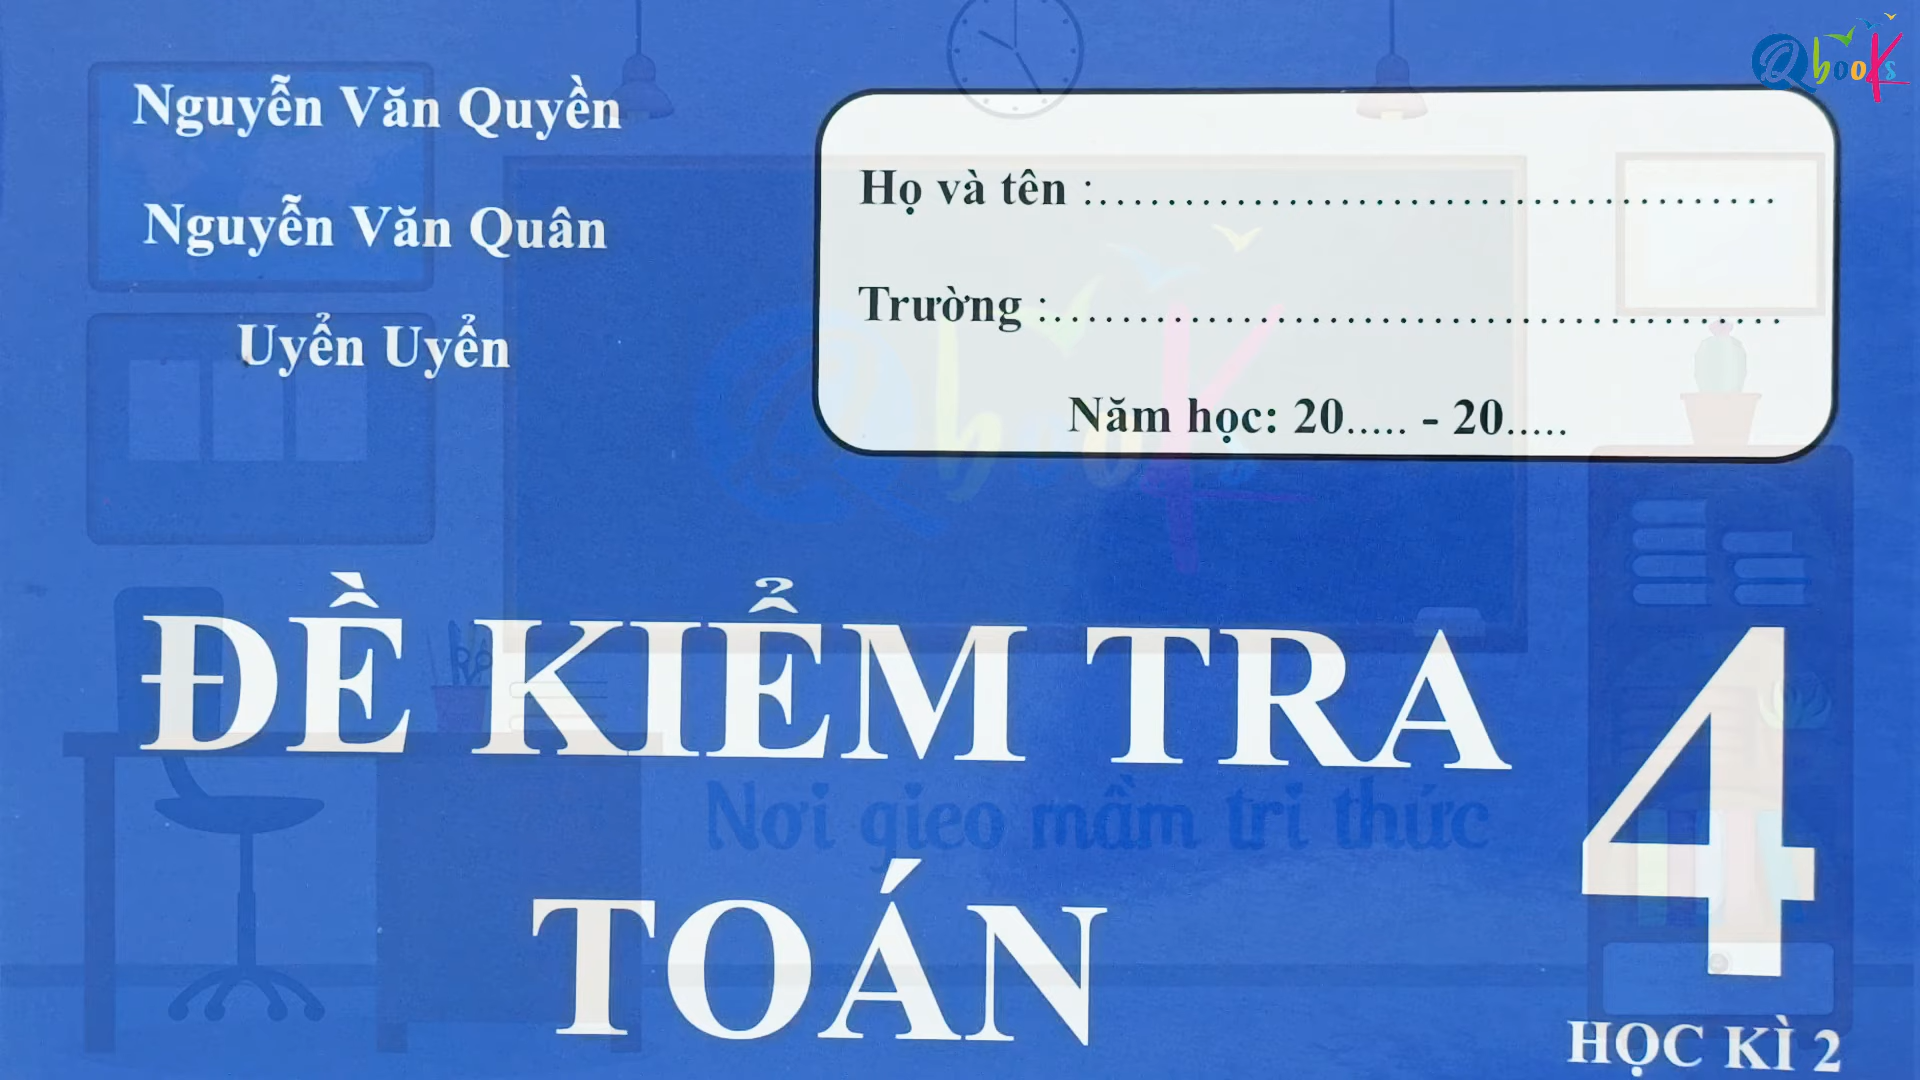 Qbooks
Nguyễn Văn Quyền
Nguyễn Văn Quân
Uyển Uyển
Họ và tên :........................................
Trường :...........................................
Năm học: 20..... - 20.....
Qbooks
ĐỀ KIỂM TRA
4
Nơi gieo mầm tri thức
TOÁN
HỌC KÌ 2